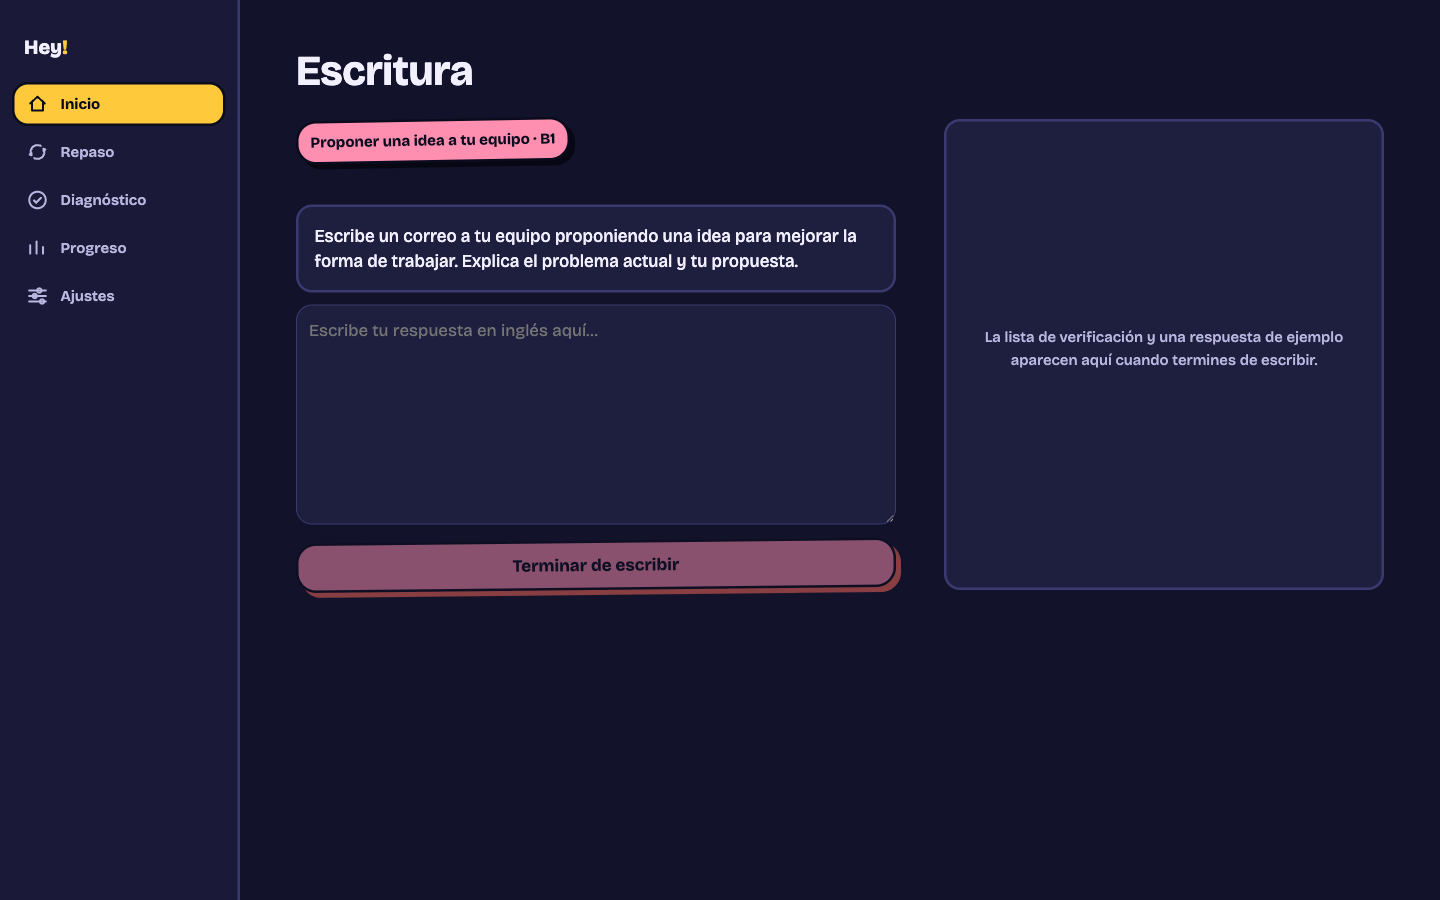 Hey!
Inicio
Repaso
Diagnóstico
Progreso
Ajustes
Escritura
Proponer una idea a tu equipo · B1
Escribe un correo a tu equipo proponiendo una idea para mejorar la
forma de trabajar. Explica el problema actual y tu propuesta.
Escribe tu respuesta en inglés aquí...
Terminar de escribir
La lista de verificación y una respuesta de ejemplo
aparecen aquí cuando termines de escribir.